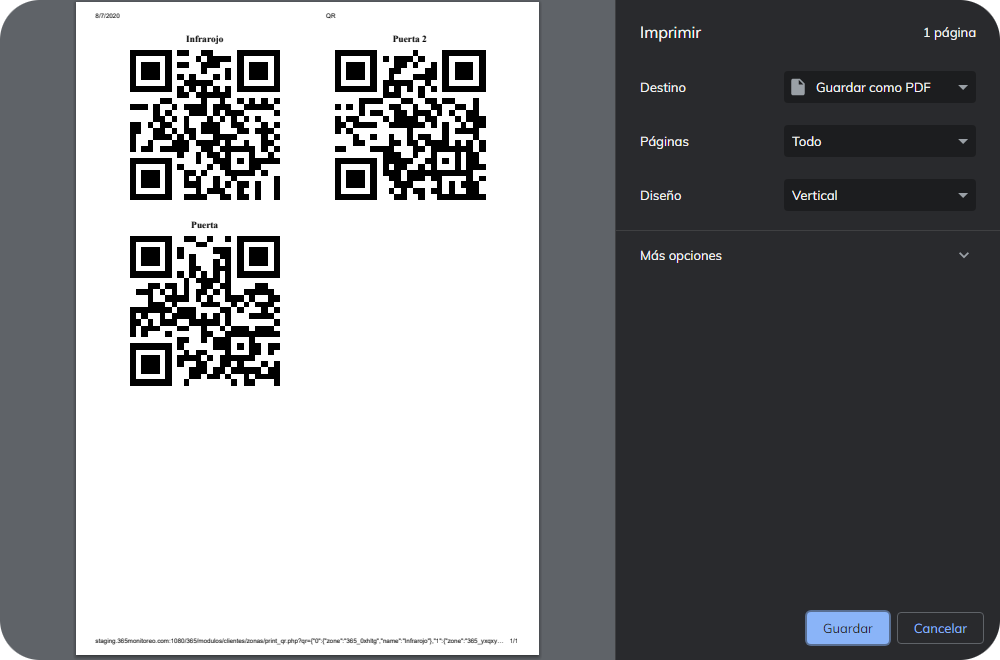 8/7/2020 QR
Infrarojo Puerta 2
Puerta
staging.365monitoreo.com:1080/365/modulos/clientes/zonas/print_qr.php?qr={"0":{"zone":"365_0xhltg","name":"Infrarojo"},"1":{"zone":"365_yxqxy… 1/1
Imprimir 1 página
Destino Guardar como PDF
Páginas Todo
Diseño Vertical
Más opciones
Guardar Cancelar